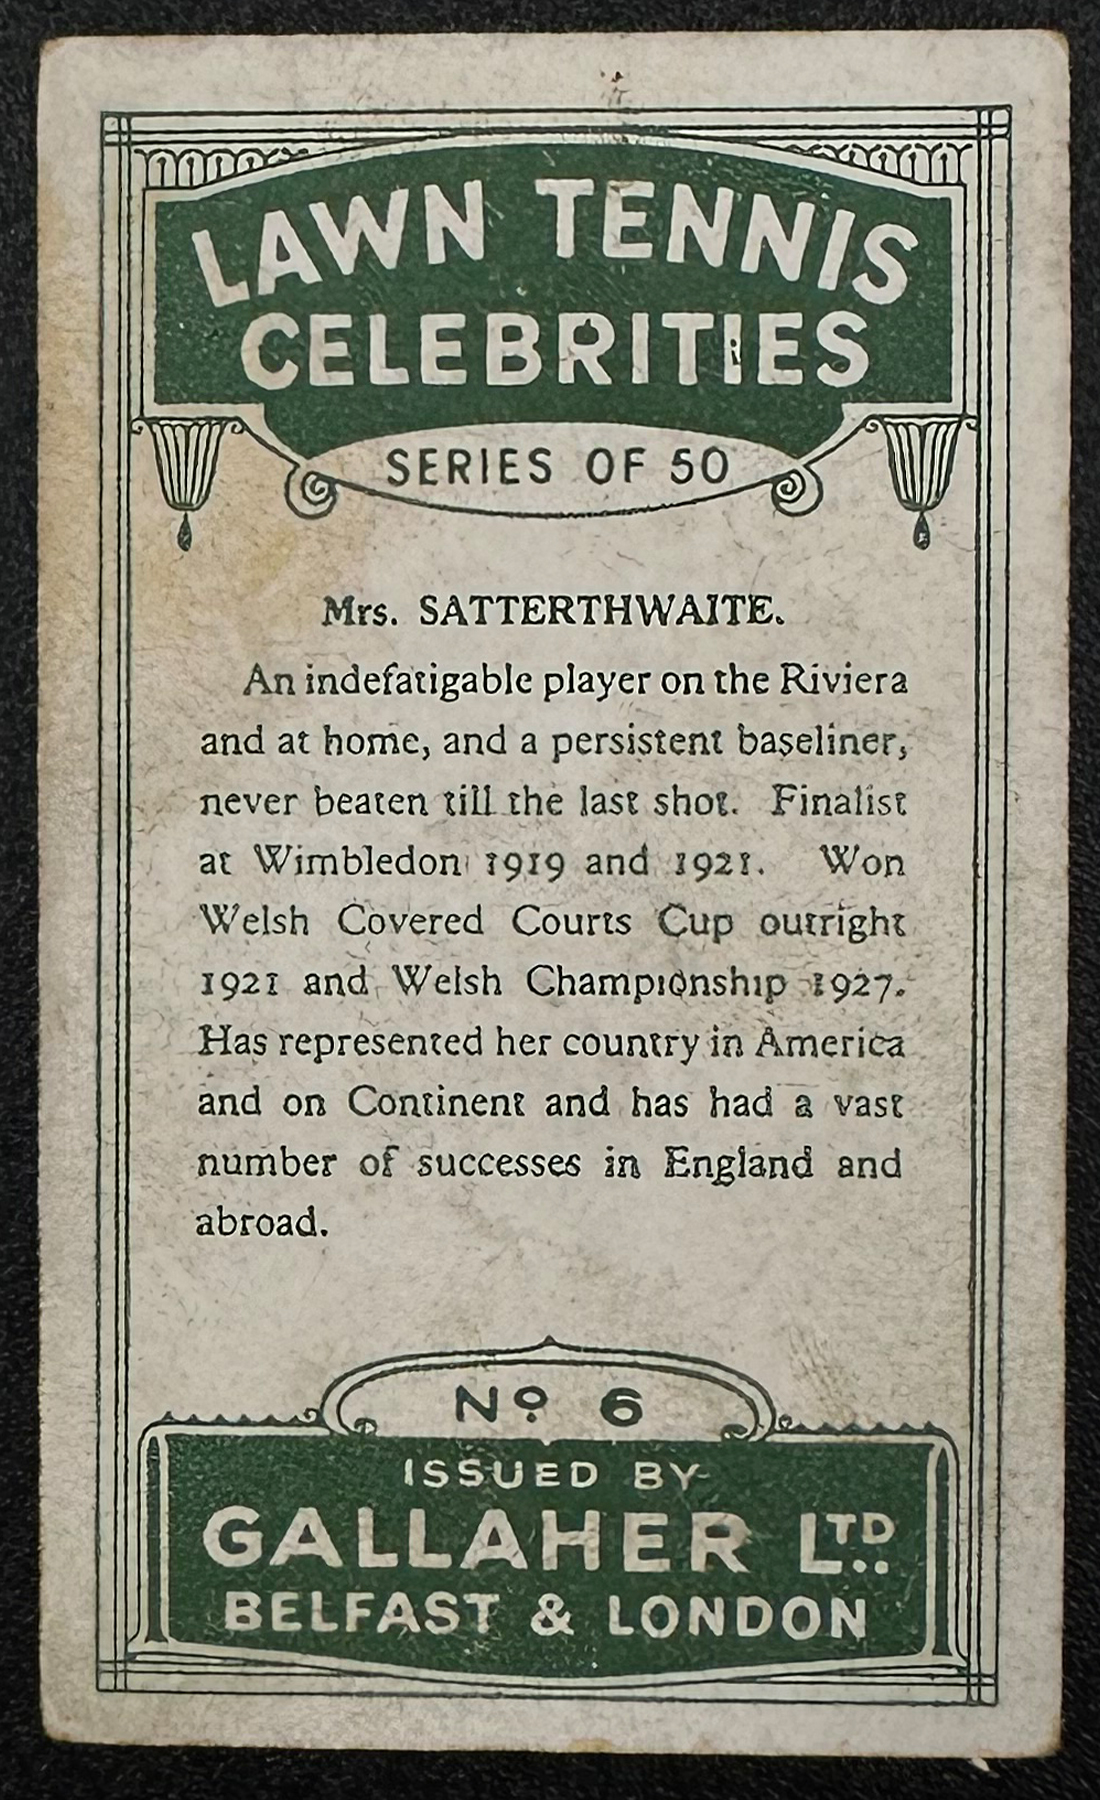 LAWN TENNIS
CELEBRITIES
SERIES OF 50
Mrs. SATTERTHWAITE.
An indefatigable player on the Riviera
and at home, and a persistent baseliner,
never beaten till the last shot. Finalist
at Wimbledon 1919 and 1921. Won
Welsh Covered Courts Cup outright
1921 and Welsh Championship 1927.
Has represented her country in America
and on Continent and has had a vast
number of successes in England and
abroad.
Nº 6
ISSUED BY
GALLAHER LTD
BELFAST & LONDON